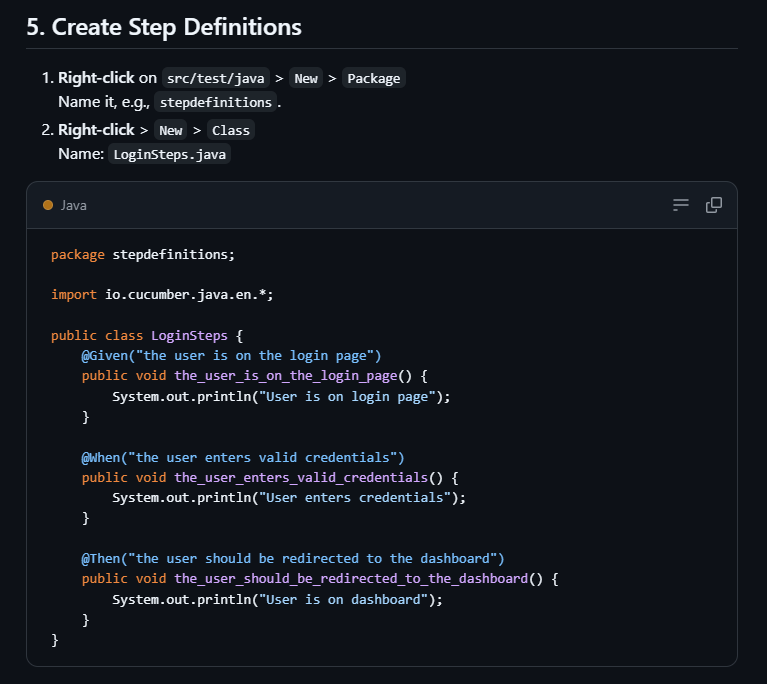 5. Create Step Definitions
1. Right-click on src/test/java > New > Package
Name it, e.g., stepdefinitions.
2. Right-click > New > Class
Name: LoginSteps.java
Java
package stepdefinitions;
import io.cucumber.java.en.*;
public class LoginSteps {
    @Given("the user is on the login page")
    public void the_user_is_on_the_login_page() {
        System.out.println("User is on login page");
    }
    @When("the user enters valid credentials")
    public void the_user_enters_valid_credentials() {
        System.out.println("User enters credentials");
    }
    @Then("the user should be redirected to the dashboard")
    public void the_user_should_be_redirected_to_the_dashboard() {
        System.out.println("User is on dashboard");
    }
}